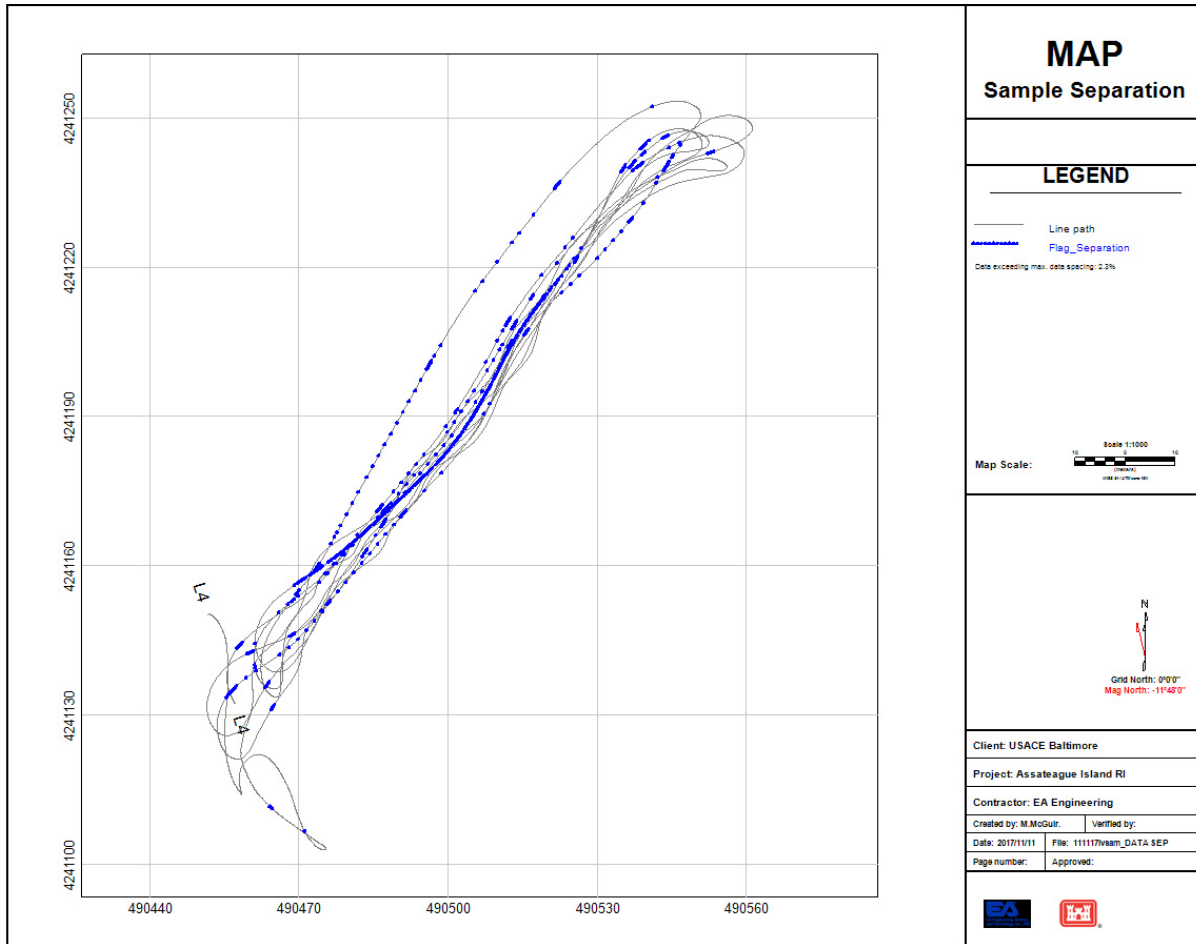 MAP
Sample Separation
LEGEND
Line path
Flag_Separation
Data exceeding max. data spacing: 2.3%
Scale 1:1000
10 0 10
(meters)
Map Scale:
N
Grid North: 0°0'0"
Mag North: -11°48'0"
Client: USACE Baltimore
Project: Assateague Island RI
Contractor: EA Engineering
Created by: M.McGuir. Verified by:
Date: 2017/11/11 File: 111117ivsam_DATA SEP
Page number: Approved:
EA
4241250
4241220
4241190
4241160
4241130
4241100
L4
L4
490440 490470 490500 490530 490560